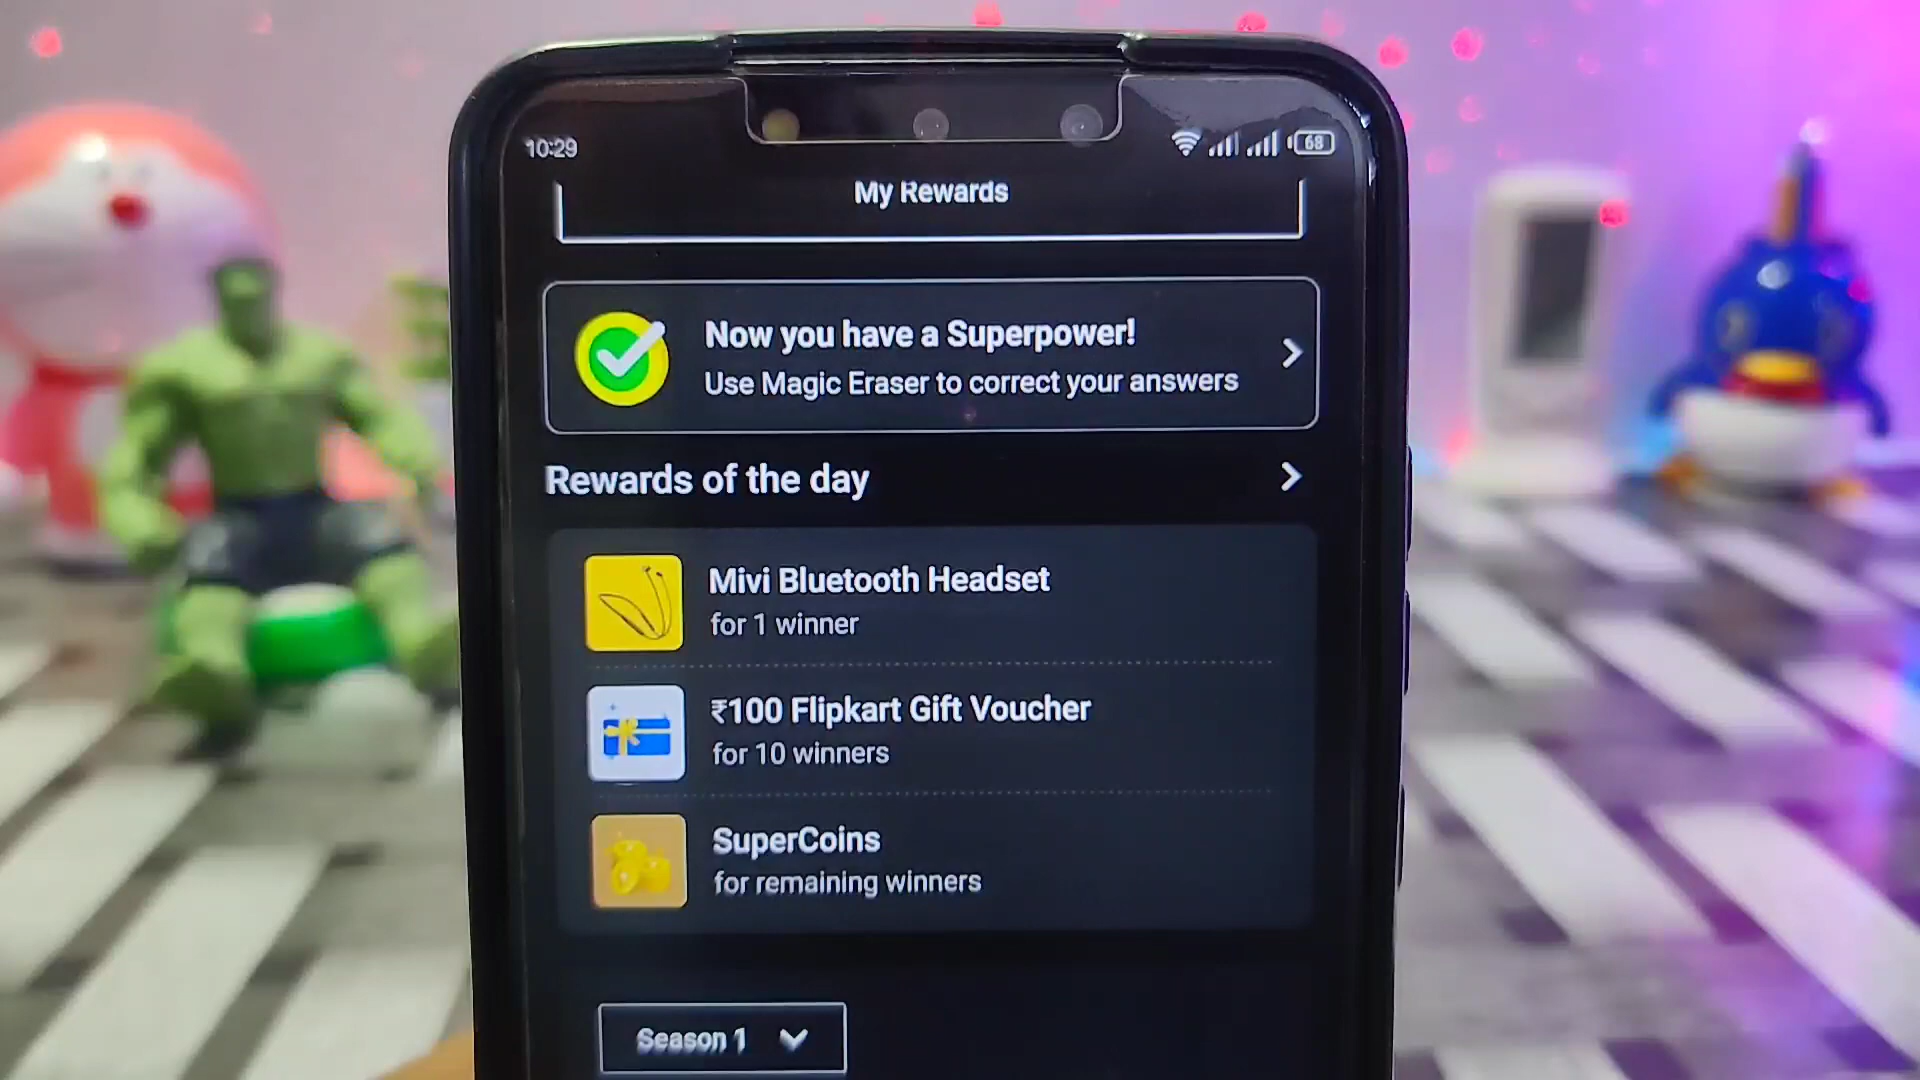 10:29
68
My Rewards
Now you have a Superpower!
Use Magic Eraser to correct your answers
Rewards of the day
Mivi Bluetooth Headset
for 1 winner
₹100 Flipkart Gift Voucher
for 10 winners
SuperCoins
for remaining winners
Season 1